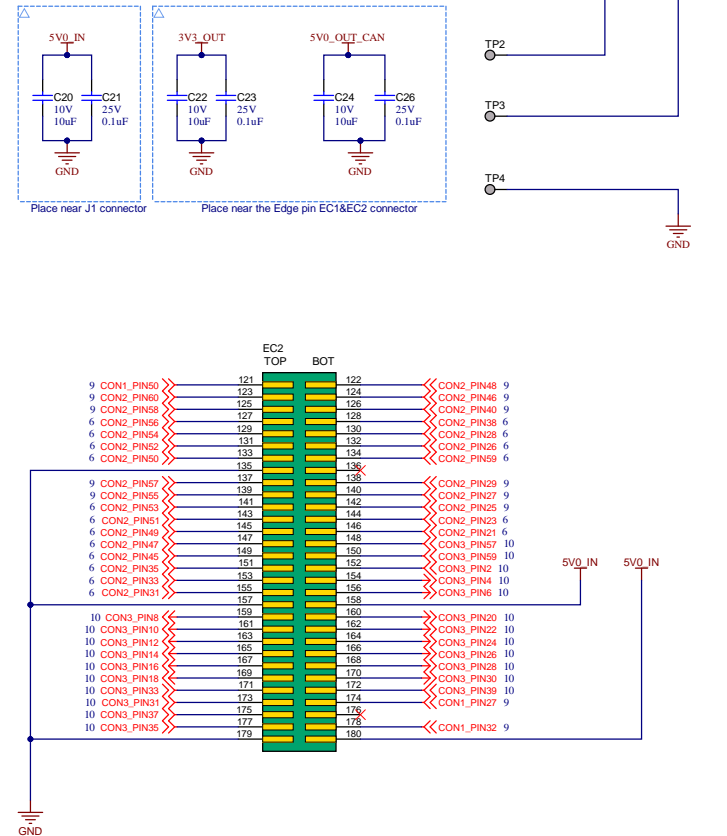 5V0_IN 3V3_OUT 5V0_OUT_CAN
TP2
C20 C21 C22 C23 C24 C26
10V 25V 10V 25V 10V 25V
10uF 0.1uF 10uF 0.1uF 10uF 0.1uF
TP3
GND GND GND
TP4
Place near J1 connector Place near the Edge pin EC1&EC2 connector
GND
EC2
TOP BOT
9 CON1_PIN50 121 122 CON2_PIN48 9
9 CON2_PIN60 123 124 CON2_PIN46 9
9 CON2_PIN58 125 126 CON2_PIN40 9
6 CON2_PIN56 127 128 CON2_PIN38 6
6 CON2_PIN54 129 130 CON2_PIN28 6
6 CON2_PIN52 131 132 CON2_PIN26 6
6 CON2_PIN50 133 134 CON2_PIN59 6
135 136
9 CON2_PIN57 137 138 CON2_PIN29 9
9 CON2_PIN55 139 140 CON2_PIN27 9
6 CON2_PIN53 141 142 CON2_PIN25 9
6 CON2_PIN51 143 144 CON2_PIN23 6
6 CON2_PIN49 145 146 CON2_PIN21 6
6 CON2_PIN47 147 148 CON3_PIN57 10
6 CON2_PIN45 149 150 CON3_PIN59 10
6 CON2_PIN35 151 152 CON3_PIN2 10
6 CON2_PIN33 153 154 CON3_PIN4 10
6 CON2_PIN31 155 156 CON3_PIN6 10
5V0_IN 5V0_IN
157 158
10 CON3_PIN8 159 160 CON3_PIN20 10
10 CON3_PIN10 161 162 CON3_PIN22 10
10 CON3_PIN12 163 164 CON3_PIN24 10
10 CON3_PIN14 165 166 CON3_PIN26 10
10 CON3_PIN16 167 168 CON3_PIN28 10
10 CON3_PIN18 169 170 CON3_PIN30 10
10 CON3_PIN33 171 172 CON3_PIN39 10
10 CON3_PIN31 173 174 CON1_PIN27 9
10 CON3_PIN37 175 176
10 CON3_PIN35 177 178 CON1_PIN32 9
179 180
GND